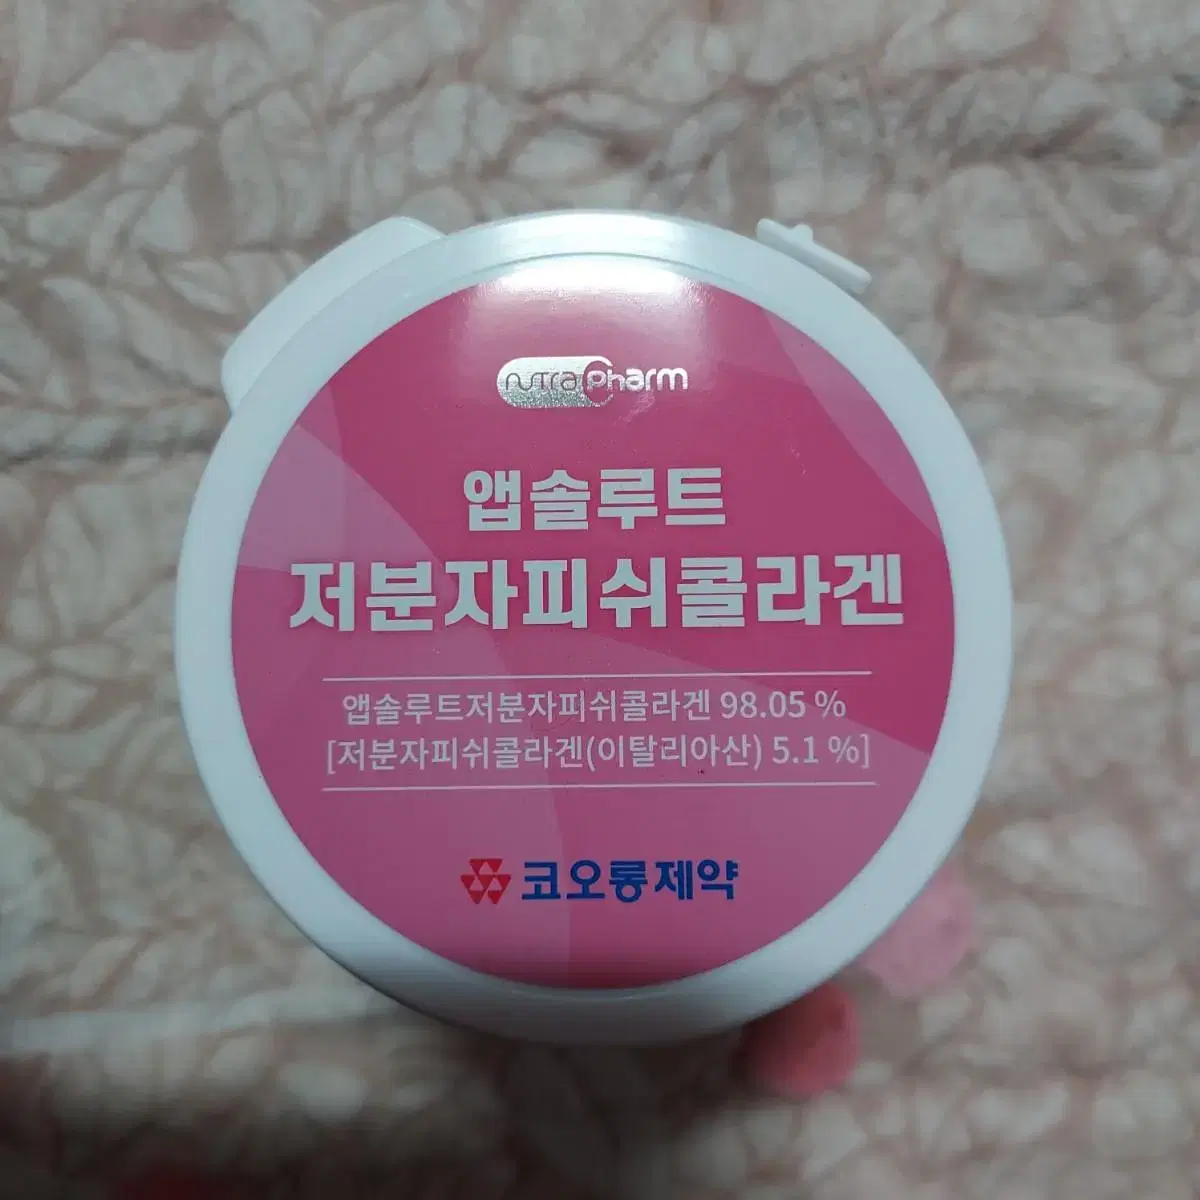 nutra Pharm
앱솔루트
저분자피쉬콜라겐
앱솔루트저분자피쉬콜라겐 98.05 %
[저분자피쉬콜라겐(이탈리아산) 5.1 %]
코오롱제약